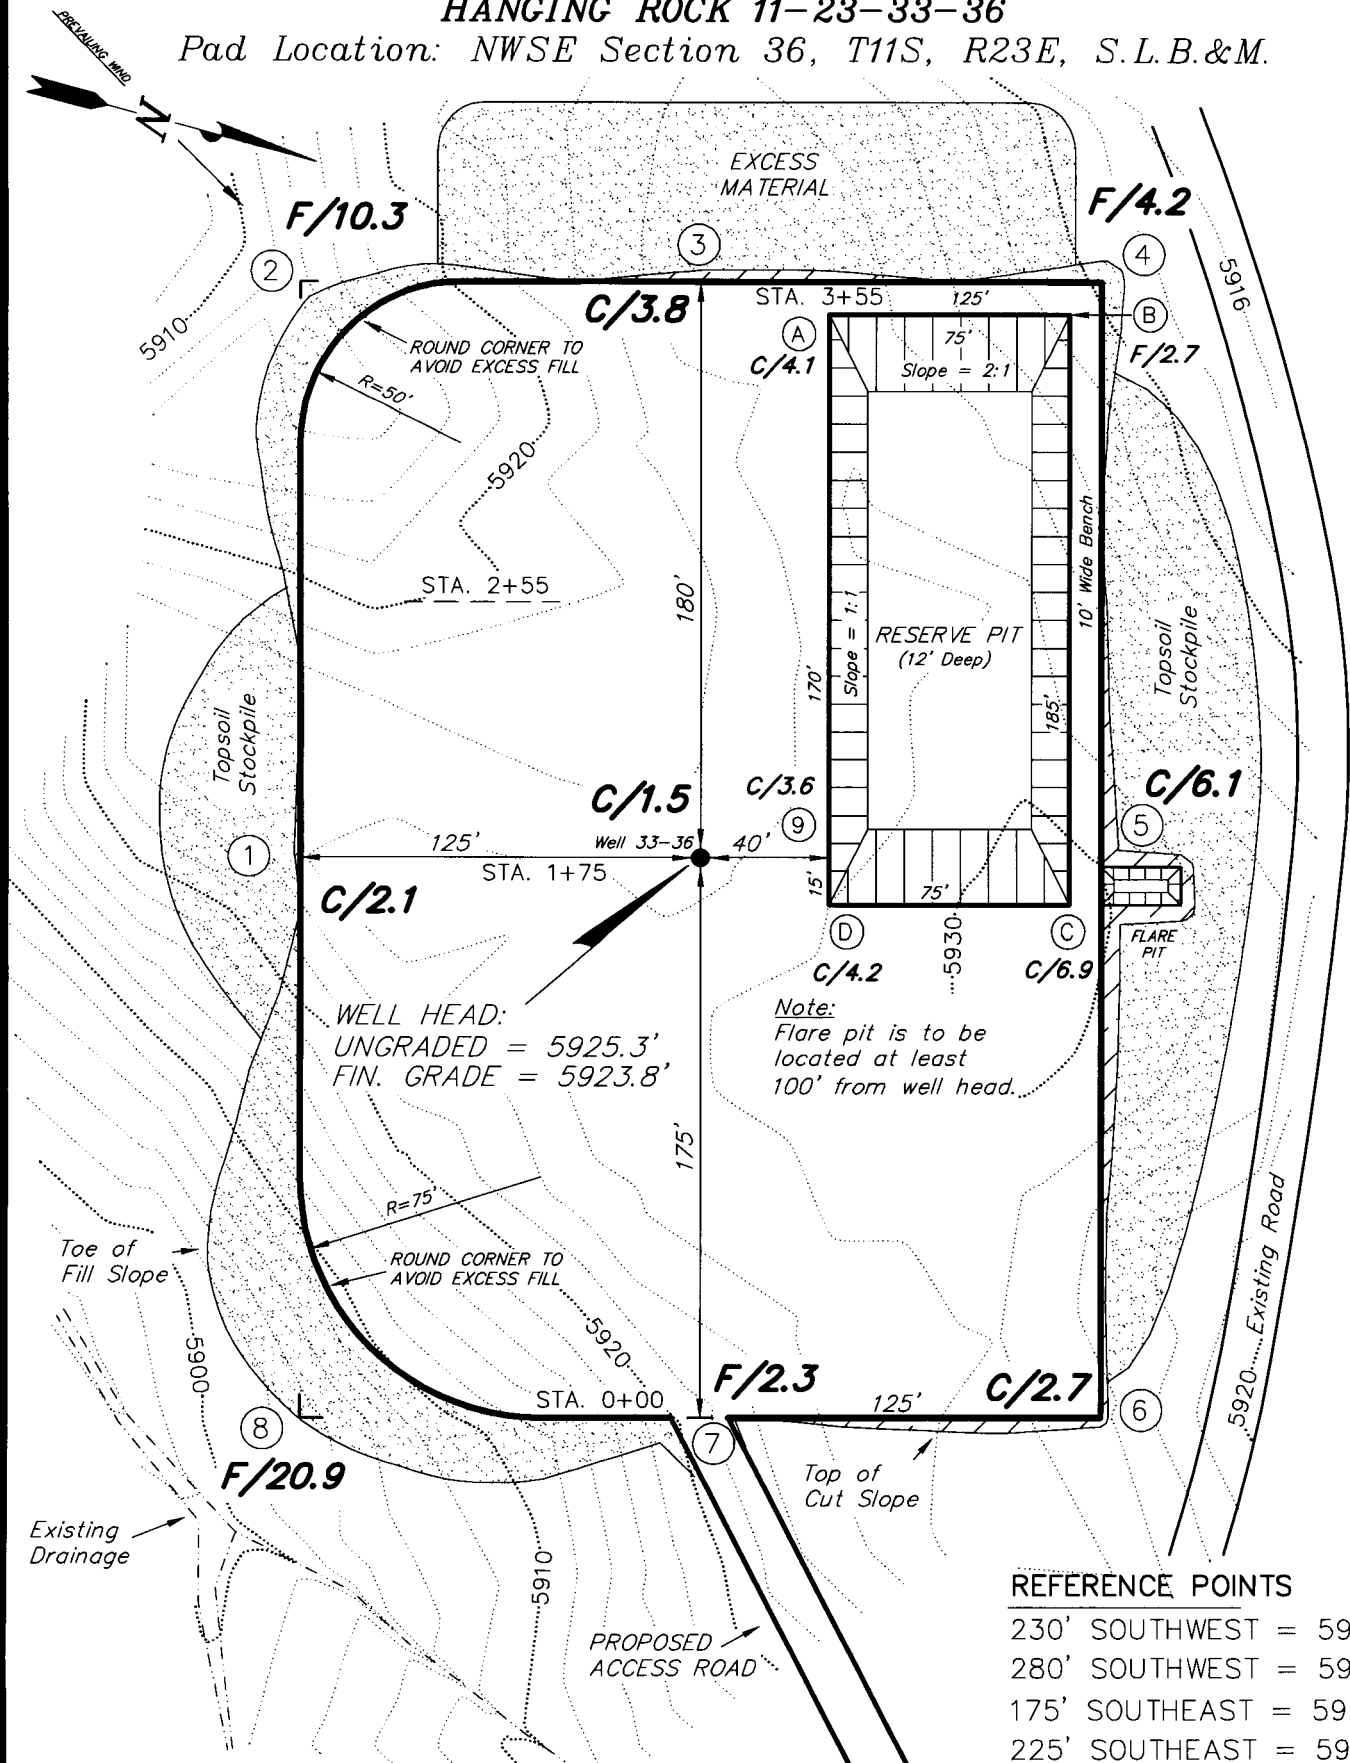 HANGING ROCK 11-23-33-36
Pad Location: NWSE Section 36, T11S, R23E, S.L.B.&M.
PREVAILING WIND
N
EXCESS
MATERIAL
F/10.3
F/4.2
2
3
4
5916
5910
C/3.8
STA. 3+55
125'
A
B
C/4.1
75'
F/2.7
Slope = 2:1
ROUND CORNER TO
AVOID EXCESS FILL
R=50'
5920
STA. 2+55
180'
10' Wide Bench
Slope = 1:1
RESERVE PIT
(12' Deep)
170'
185'
Topsoil
Stockpile
Topsoil
Stockpile
C/1.5
C/3.6
C/6.1
1
125'
Well 33-36
40'
9
5
STA. 1+75
15'
75'
C/2.1
D
C
FLARE
PIT
C/4.2
5930
C/6.9
WELL HEAD:
UNGRADED = 5925.3'
FIN. GRADE = 5923.8'
Note:
Flare pit is to be
located at least
100' from well head.
175'
R=75'
Toe of
Fill Slope
ROUND CORNER TO
AVOID EXCESS FILL
5900
5920
Existing Road
5920
STA. 0+00
F/2.3
125'
C/2.7
8
7
6
F/20.9
Top of
Cut Slope
Existing
Drainage
5910
PROPOSED
ACCESS ROAD
REFERENCE POINTS
230' SOUTHWEST = 59
280' SOUTHWEST = 59
175' SOUTHEAST = 59
225' SOUTHEAST = 59